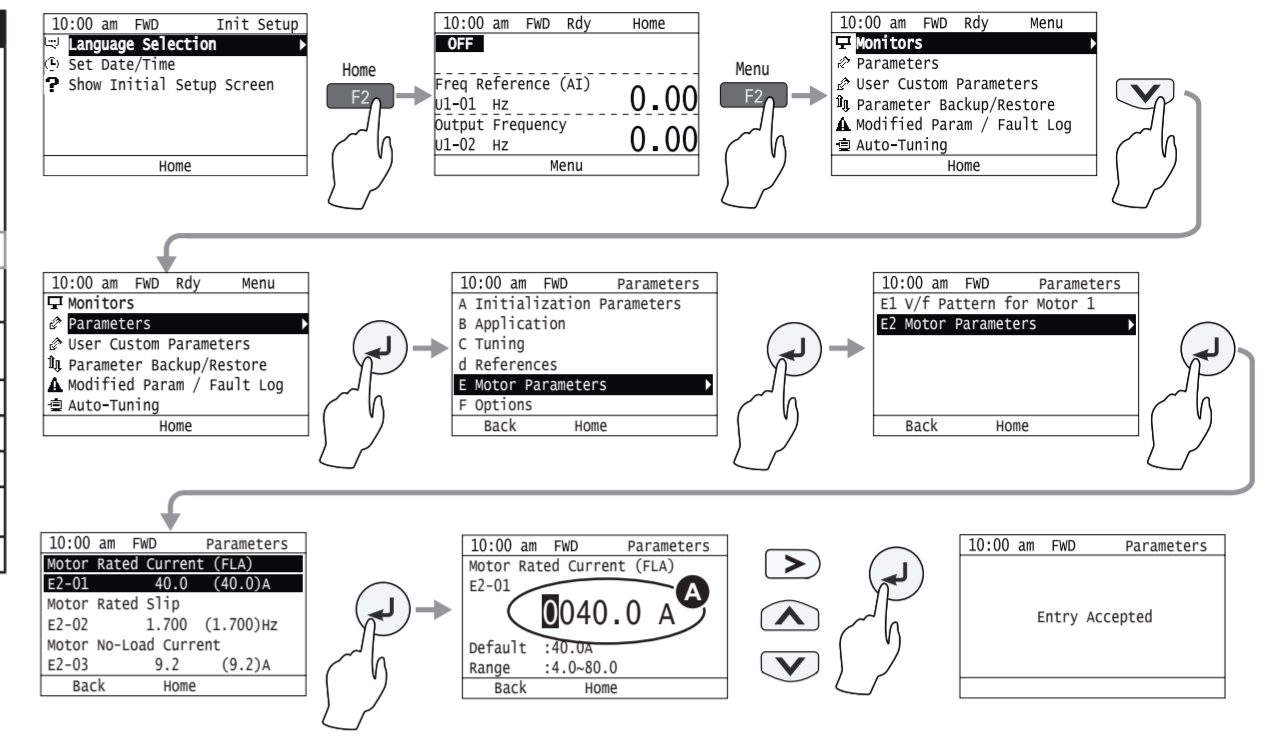 10:00 am FWD Init Setup
Language Selection
Set Date/Time
? Show Initial Setup Screen
Home
Home
F2
10:00 am FWD Rdy Home
OFF
Freq Reference (AI)
U1-01 Hz 0.00
Output Frequency
U1-02 Hz 0.00
Menu
Menu
F2
10:00 am FWD Rdy Menu
Monitors
Parameters
User Custom Parameters
Parameter Backup/Restore
Modified Param / Fault Log
Auto-Tuning
Home
10:00 am FWD Rdy Menu
Monitors
Parameters
User Custom Parameters
Parameter Backup/Restore
Modified Param / Fault Log
Auto-Tuning
Home
10:00 am FWD Parameters
A Initialization Parameters
B Application
C Tuning
d References
E Motor Parameters
F Options
Back Home
10:00 am FWD Parameters
E1 V/f Pattern for Motor 1
E2 Motor Parameters
Back Home
10:00 am FWD Parameters
Motor Rated Current (FLA)
E2-01 40.0 (40.0)A
Motor Rated Slip
E2-02 1.700 (1.700)Hz
Motor No-Load Current
E2-03 9.2 (9.2)A
Back Home
10:00 am FWD Parameters
Motor Rated Current (FLA)
E2-01
0040.0 A
A
Default :40.0A
Range :4.0~80.0
Back Home
10:00 am FWD Parameters
Entry Accepted